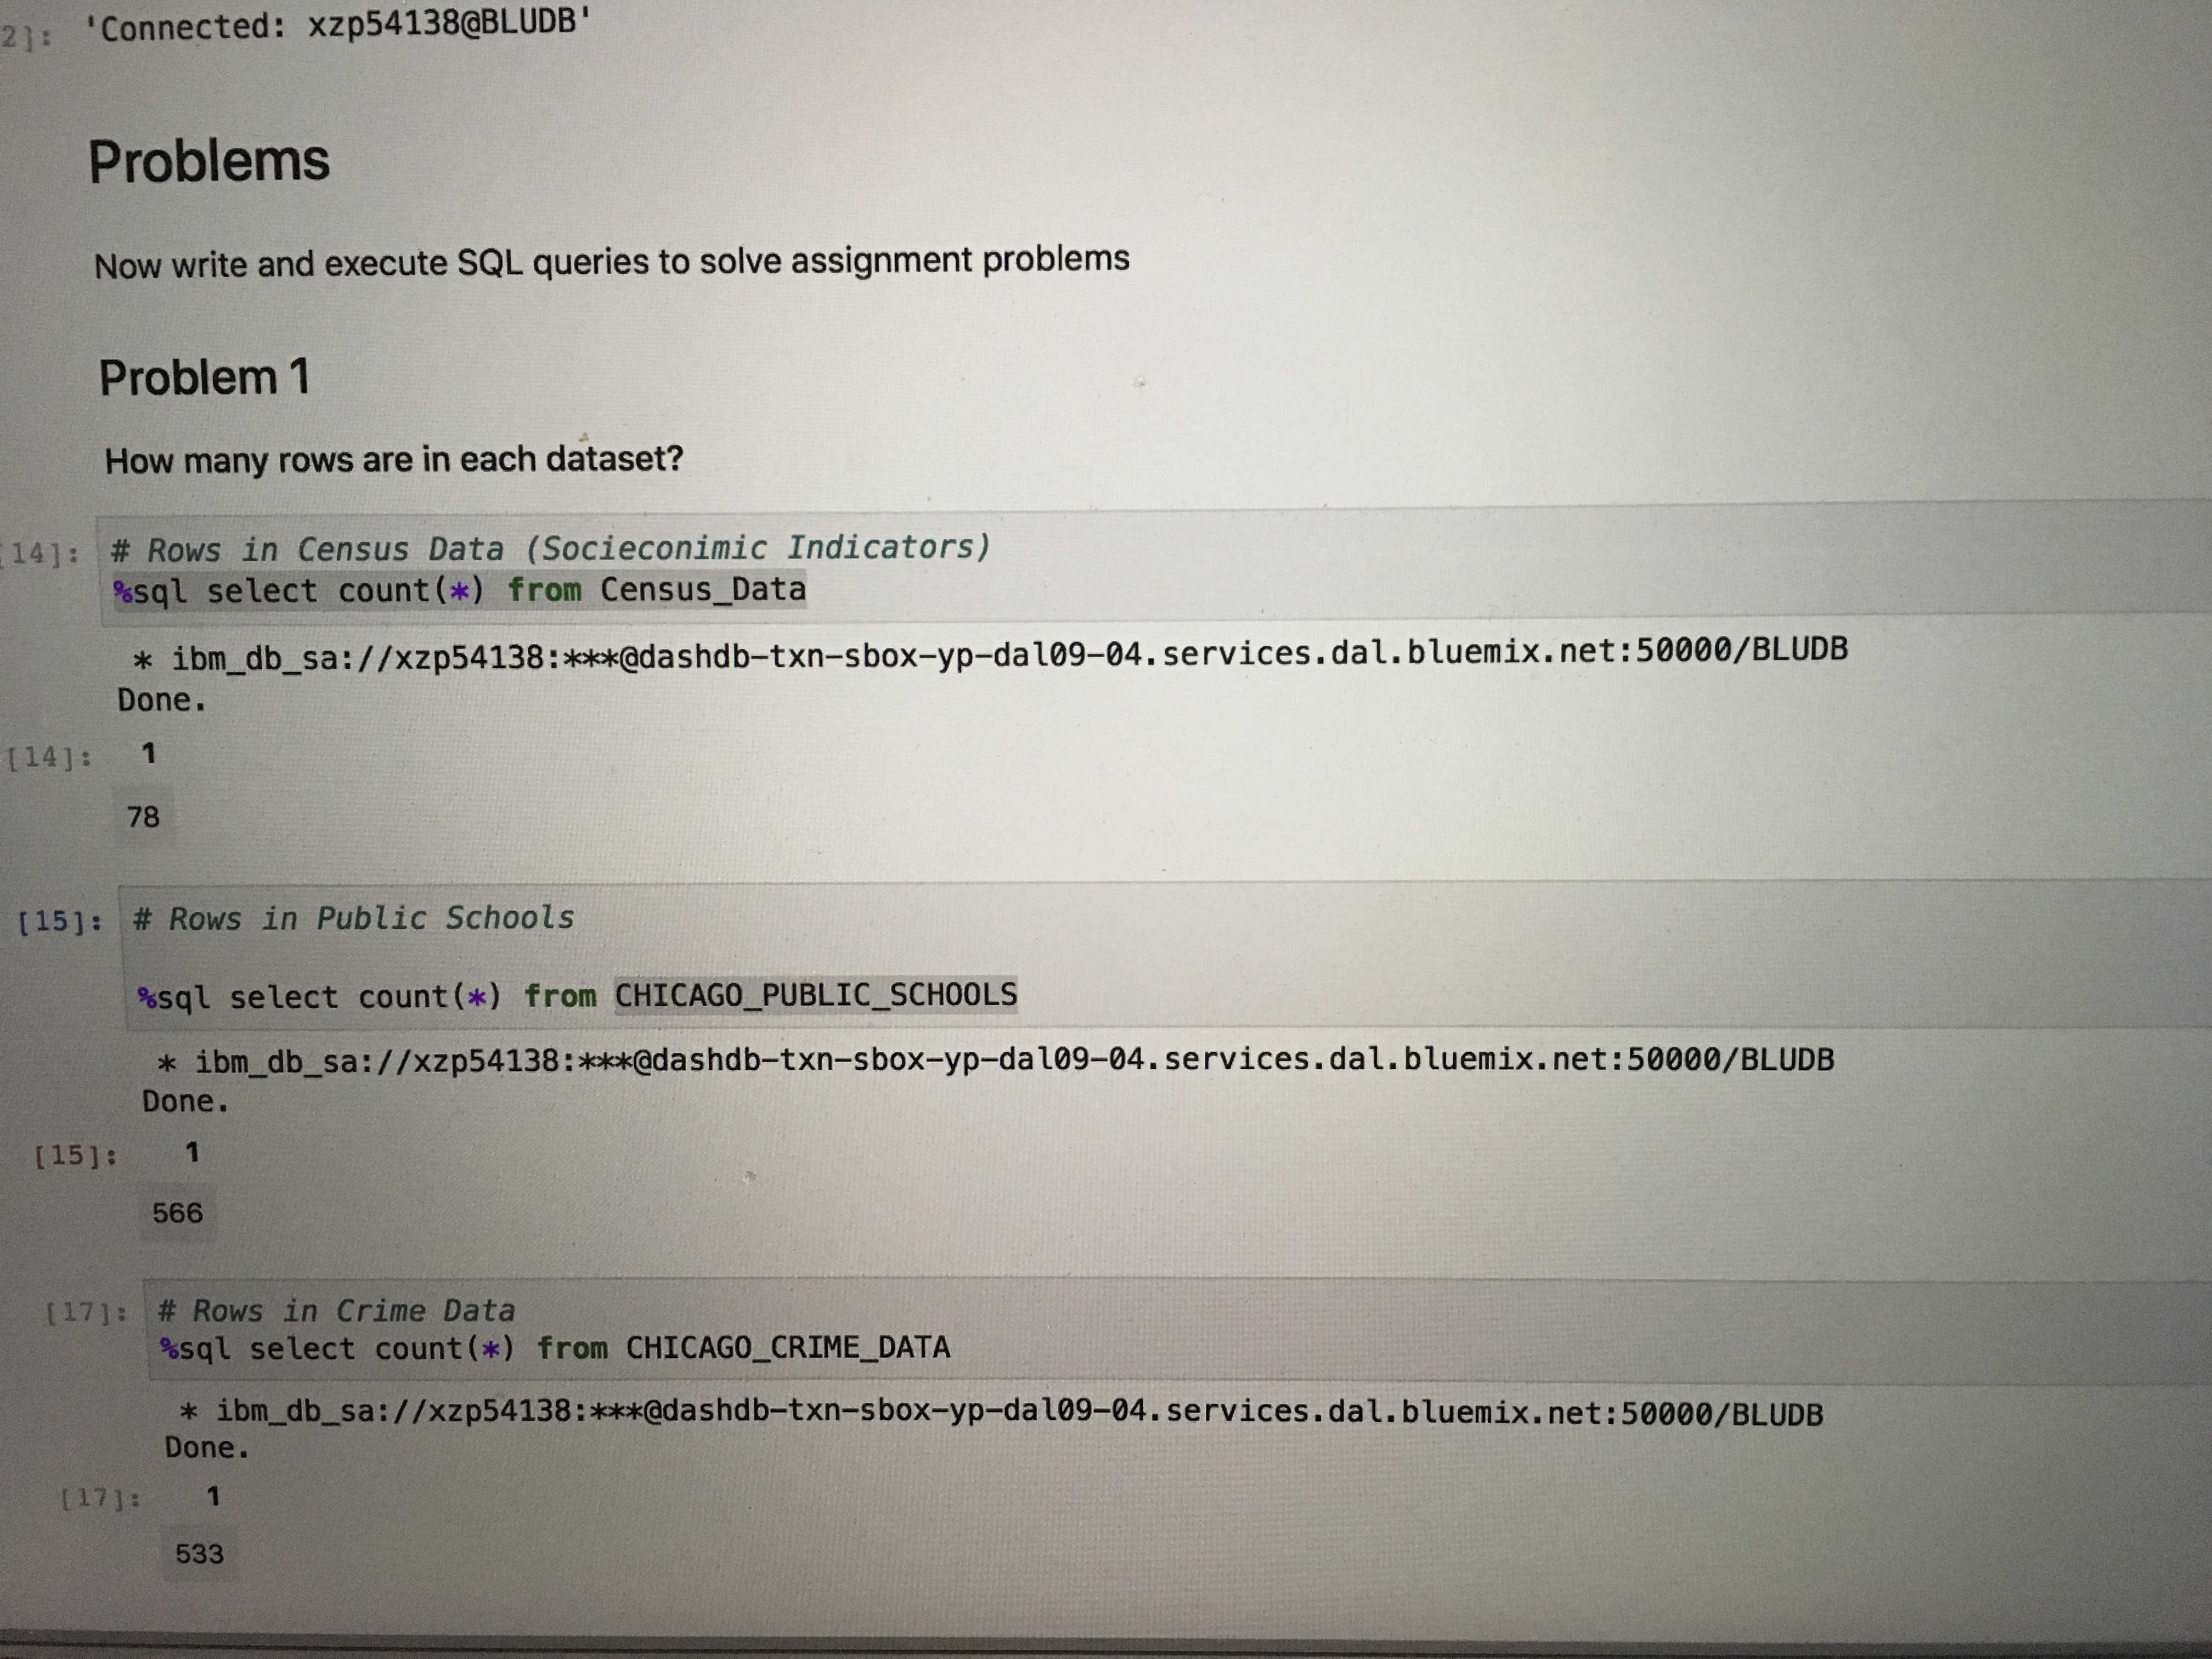 2]: 'Connected: xzp54138@BLUDB'
Problems
Now write and execute SQL queries to solve assignment problems
Problem 1
How many rows are in each dataset?
[14]: # Rows in Census Data (Socieconimic Indicators)
%sql select count(*) from Census_Data
* ibm_db_sa://xzp54138:***@dashdb-txn-sbox-yp-dal09-04.services.dal.bluemix.net:50000/BLUDB
Done.
[14]: 1
78
[15]: # Rows in Public Schools
%sql select count(*) from CHICAGO_PUBLIC_SCHOOLS
* ibm_db_sa://xzp54138:***@dashdb-txn-sbox-yp-dal09-04.services.dal.bluemix.net:50000/BLUDB
Done.
[15]: 1
566
[17]: # Rows in Crime Data
%sql select count(*) from CHICAGO_CRIME_DATA
* ibm_db_sa://xzp54138:***@dashdb-txn-sbox-yp-dal09-04.services.dal.bluemix.net:50000/BLUDB
Done.
[17]: 1
533